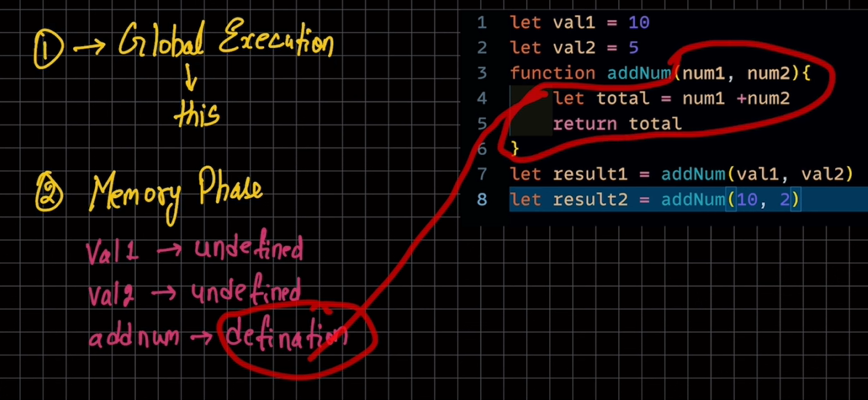 ① → Global Execution
↓
this
② Memory Phase
Val1 → undefined
val2 → undefined
addnum → defination
1 let val1 = 10
2 let val2 = 5
3 function addNum(num1, num2){
4 let total = num1 +num2
5 return total
6 }
7 let result1 = addNum(val1, val2)
8 let result2 = addNum(10, 2)